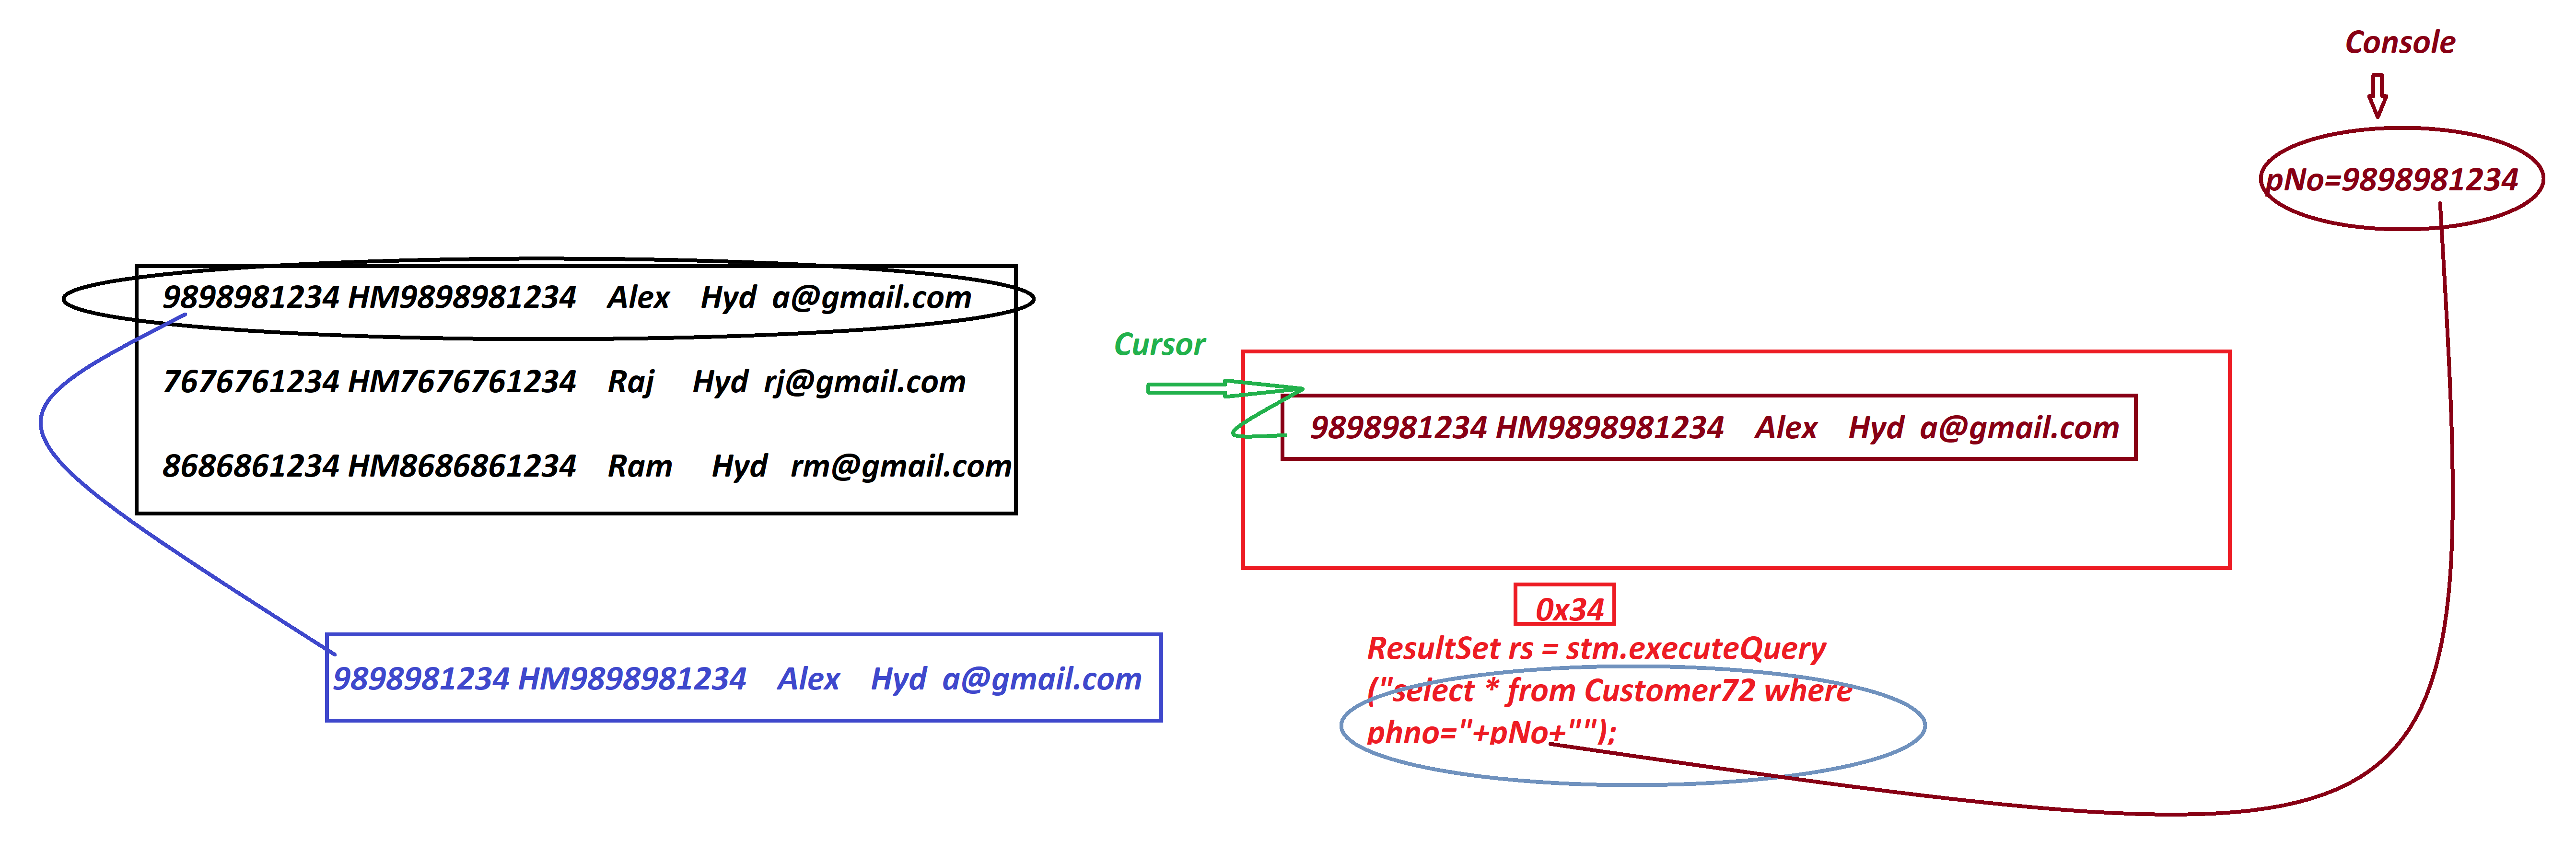 Console
pNo=9898981234
9898981234 HM9898981234 Alex Hyd a@gmail.com
7676761234 HM7676761234 Raj Hyd rj@gmail.com
8686861234 HM8686861234 Ram Hyd rm@gmail.com
9898981234 HM9898981234 Alex Hyd a@gmail.com
Cursor
9898981234 HM9898981234 Alex Hyd a@gmail.com
0x34
ResultSet rs = stm.executeQuery
("select * from Customer72 where
phno="+pNo+"");